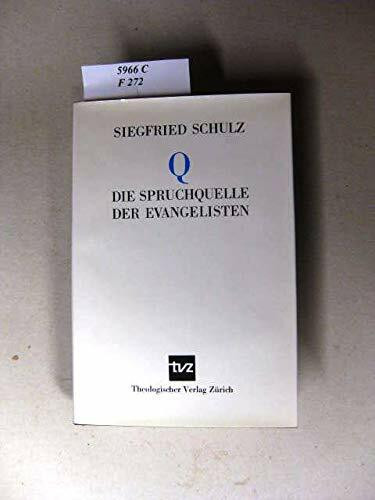 5966 C
F 272
SIEGFRIED SCHULZ
Q
DIE SPRUCHQUELLE
DER EVANGELISTEN
tvz
Theologischer Verlag Zürich